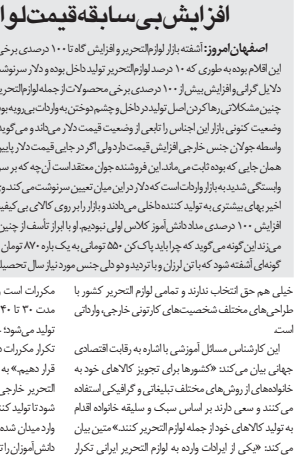 افزایش بی سابقه قیمت لوا
اصفهان امروز: آشفته بازار لوازم التحریر و افزایش گاه تا ۱۰۰ درصدی برخی
این اقلام بوده به طوری که ۱۰ درصد لوازم التحریر تولید داخل بوده و دلار سرنوشت
دلایل گرانی و افزایش بیش از ۱۰۰ درصدی برخی محصولات از جمله لوازم التحریر
چنین مشکلاتی رها کردن اصل تولید در داخل و چشم دوختن به واردات بی رویه بود
وضعیت کنونی بازار این اجناس را تابعی از وضعیت قیمت دلار می‌داند و می گوید
واسطه جولان جنس خارجی افزایش قیمت دارد ولی اگر در جایی قیمت دلار پایین
همان جایی که بوده ثابت می‌ماند. این فروشنده جوان معتقد است آن چه که بر سر
وابستگی شدید به بازار واردات است که دلار در این میان تعیین سرنوشت می کند و
اخیر بهای بیشتری به تولید کننده داخلی می‌دادند و بازار را بر روی کالای بی کیفی
افزایش ۱۰۰ درصدی مداد دانش آموز کلاس اولی نبودیم. او با ابراز تأسف از چنین
می‌زند این گونه می گوید که چرا باید پاک کن ۵۵۰ تومانی به یک باره ۸۷۰ تومان
گونه‌ای آشفته شود که با تن لرزان و با تردید و دو دلی جنس مورد نیاز سال تحصیل
خیلی هم حق انتخاب ندارند و تمامی لوازم التحریر کشور با
طراحی‌های مختلف شخصیت‌های کارتونی خارجی، وارداتی
است.
این کارشناس مسائل آموزشی با اشاره به رقابت اقتصادی
جهانی بیان می کند: «کشورها برای تجویز کالاهای خود به
خانواده‌های از روش‌های مختلف تبلیغاتی و گرافیکی استفاده
می کنند و سعی دارند بر اساس سبک و سلیقه خانواده اقدام
به تولید کالاهای خود از جمله لوازم التحریر کنند.» متین بیان
می کند: «یکی از ایرادات وارده به لوازم التحریر ایرانی تکرار
مکررات است و
مدت ۳۰ تا ۴۰
تولید می‌شود؛
تکرار مکررات د
قرار دهیم.» به
التحریر خارجی
شود تا تولید کنند
وارد میدان شده
دانش آموزان را ت